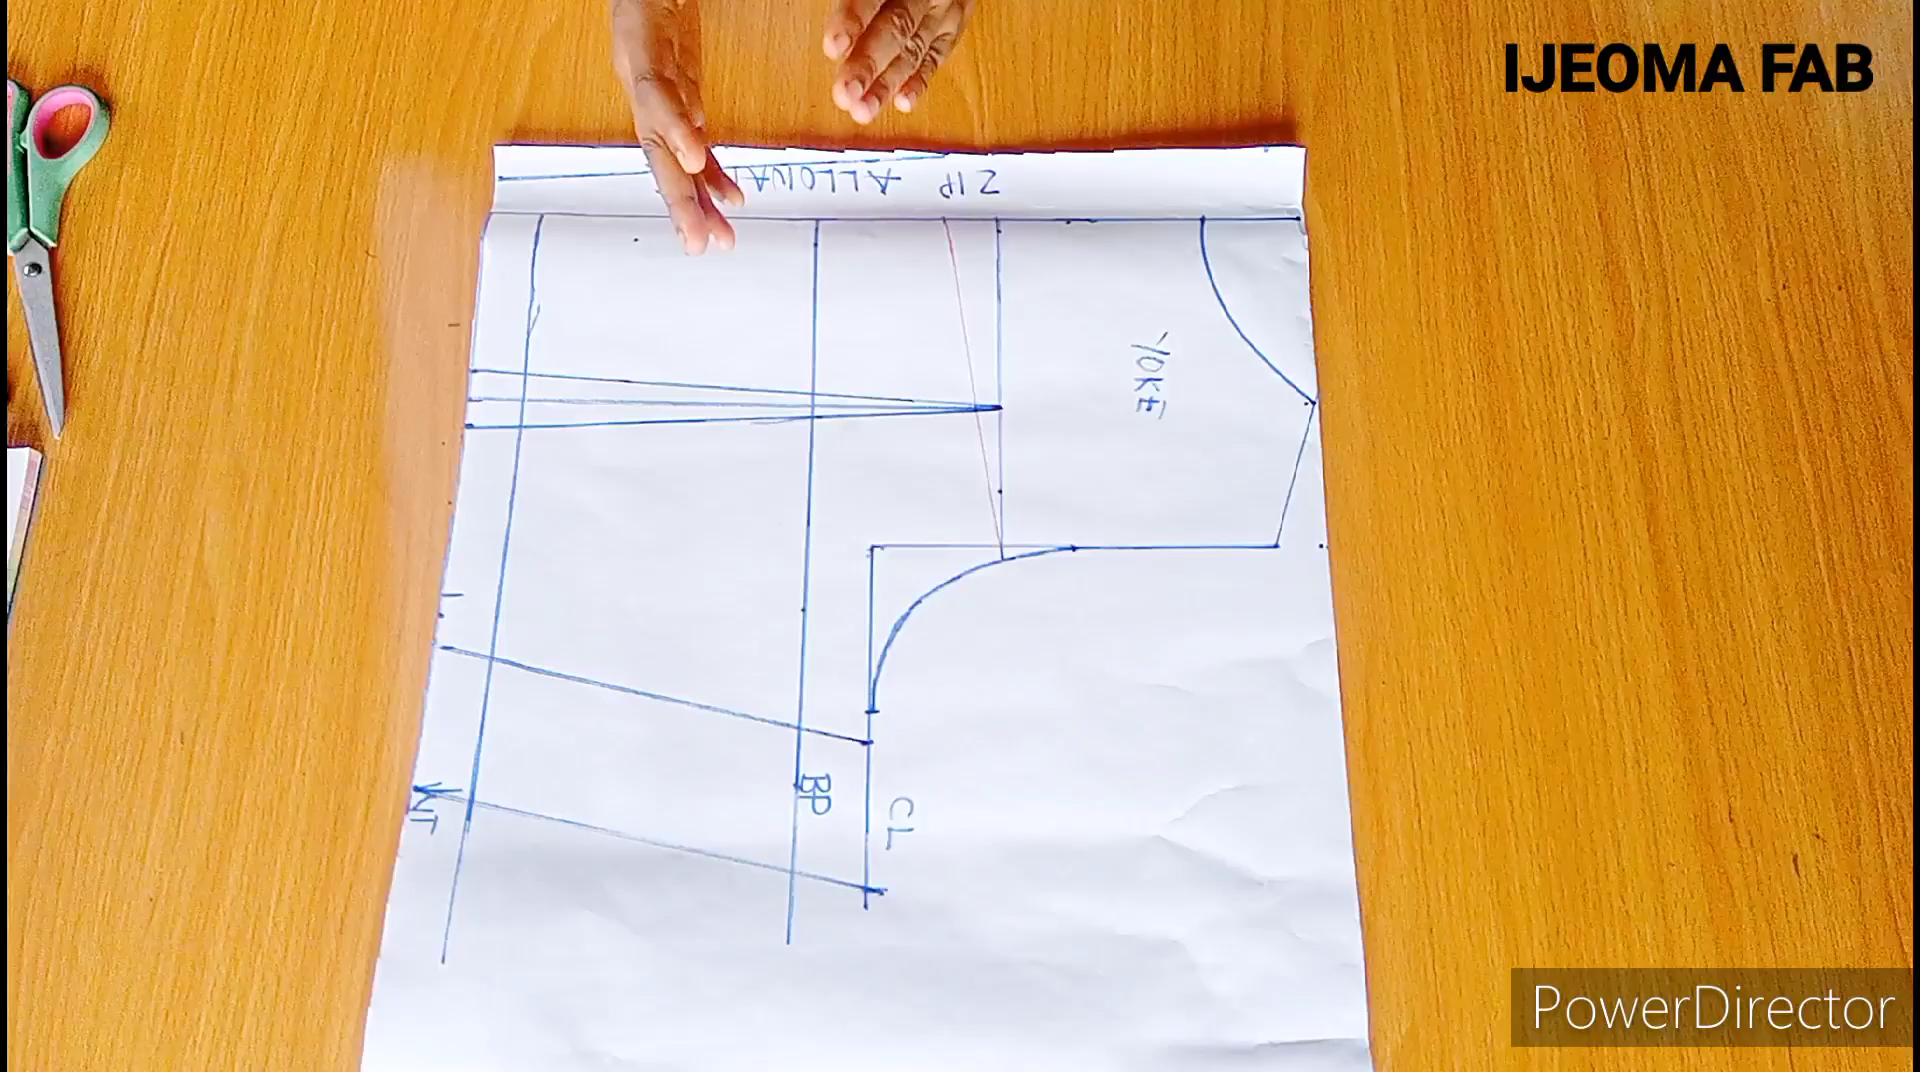 IJEOMA FAB
ZIP ALLOWA
YOKE
BP
CL
PowerDirector